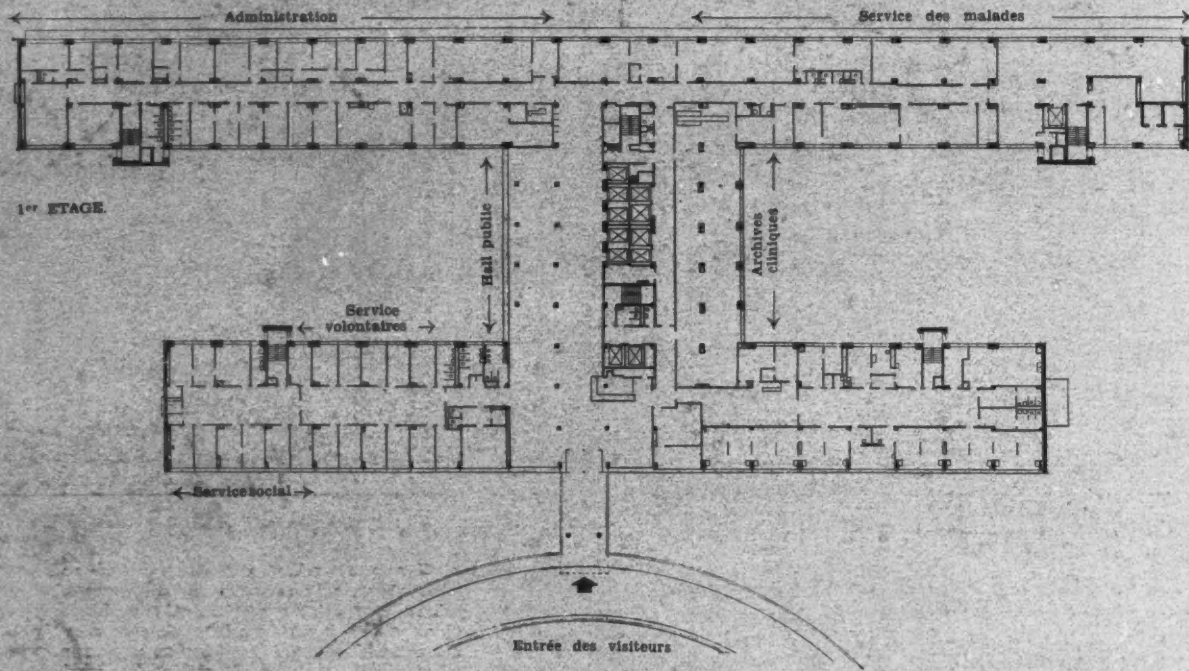 Administration
Service des malades
1er ETAGE.
Hall public
Archives
cliniques
Service
volontaires
Service social
Entrée des visiteurs